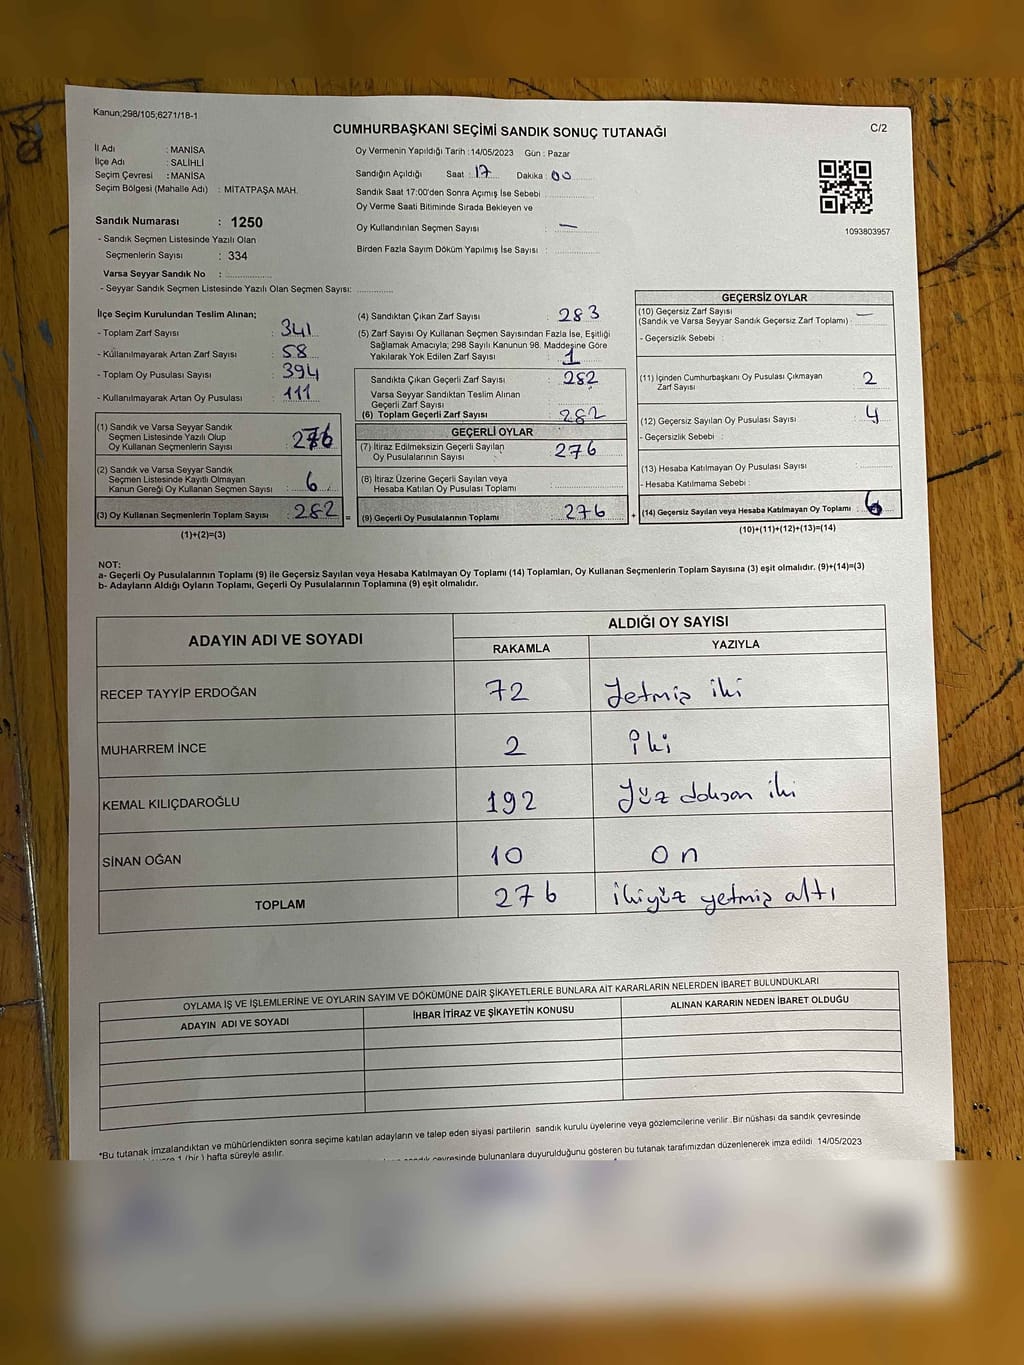 Kanun;298/105;6271/18-1
C/2
CUMHURBAŞKANI SEÇİMİ SANDIK SONUÇ TUTANAĞI
İl Adı : MANİSA
İlçe Adı : SALİHLİ
Seçim Çevresi : MANİSA
Seçim Bölgesi (Mahalle Adı) : MİTATPAŞA MAH.
Sandık Numarası : 1250
- Sandık Seçmen Listesinde Yazılı Olan
Seçmenlerin Sayısı : 334
Varsa Seyyar Sandık No :
- Seyyar Sandık Seçmen Listesinde Yazılı Olan Seçmen Sayısı:
Oy Vermenin Yapıldığı Tarih :14/05/2023 Gün : Pazar
Sandığın Açıldığı Saat : 17 Dakika : 00
Sandık Saat 17:00'den Sonra Açımış İse Sebebi :
Oy Verme Saati Bitiminde Sırada Bekleyen ve
Oy Kullandırılan Seçmen Sayısı : —
Birden Fazla Sayım Döküm Yapılmış İse Sayısı :
1093803957
İlçe Seçim Kurulundan Teslim Alınan;
- Toplam Zarf Sayısı : 341
- Kullanılmayarak Artan Zarf Sayısı : 58
- Toplam Oy Pusulası Sayısı : 394
- Kullanılmayarak Artan Oy Pusulası : 111
(1) Sandık ve Varsa Seyyar Sandık
Seçmen Listesinde Yazılı Olup
Oy Kullanan Seçmenlerin Sayısı : 276
(2) Sandık ve Varsa Seyyar Sandık
Seçmen Listesinde Kayıtlı Olmayan
Kanun Gereği Oy Kullanan Seçmen Sayısı : 6
(3) Oy Kullanan Seçmenlerin Toplam Sayısı : 282
(1)+(2)=(3)
(4) Sandıktan Çıkan Zarf Sayısı : 283
(5) Zarf Sayısı Oy Kullanan Seçmen Sayısından Fazla İse, Eşitliği
Sağlamak Amacıyla; 298 Sayılı Kanunun 98. Maddesine Göre
Yakılarak Yok Edilen Zarf Sayısı : 1
Sandıkta Çıkan Geçerli Zarf Sayısı : 282
Varsa Seyyar Sandıktan Teslim Alınan
Geçerli Zarf Sayısı :
(6) Toplam Geçerli Zarf Sayısı : 282
GEÇERLİ OYLAR
(7) İtiraz Edilmeksizin Geçerli Sayılan
Oy Pusulalarının Sayısı : 276
(8) İtiraz Üzerine Geçerli Sayılan veya
Hesaba Katılan Oy Pusulası Toplamı :
= (9) Geçerli Oy Pusulalarının Toplamı : 276
GEÇERSİZ OYLAR
(10) Geçersiz Zarf Sayısı
(Sandık ve Varsa Seyyar Sandık Geçersiz Zarf Toplamı) : —
- Geçersizlik Sebebi :
(11) İçinden Cumhurbaşkanı Oy Pusulası Çıkmayan
Zarf Sayısı : 2
(12) Geçersiz Sayılan Oy Pusulası Sayısı : 4
- Geçersizlik Sebebi :
(13) Hesaba Katılmayan Oy Pusulası Sayısı :
- Hesaba Katılmama Sebebi :
+ (14) Geçersiz Sayılan veya Hesaba Katılmayan Oy Toplamı : 6
(10)+(11)+(12)+(13)=(14)
NOT:
a- Geçerli Oy Pusulalarının Toplamı (9) ile Geçersiz Sayılan veya Hesaba Katılmayan Oy Toplamı (14) Toplamları, Oy Kullanan Seçmenlerin Toplam Sayısına (3) eşit olmalıdır. (9)+(14)=(3)
b- Adayların Aldığı Oyların Toplamı, Geçerli Oy Pusulalarının Toplamına (9) eşit olmalıdır.
ADAYIN ADI VE SOYADI
ALDIĞI OY SAYISI
RAKAMLA YAZIYLA
RECEP TAYYİP ERDOĞAN 72 Yetmiş iki
MUHARREM İNCE 2 İki
KEMAL KILIÇDAROĞLU 192 Yüz doksan iki
SİNAN OĞAN 10 On
TOPLAM 276 ikiyüz yetmiş altı
OYLAMA İŞ VE İŞLEMLERİNE VE OYLARIN SAYIM VE DÖKÜMÜNE DAİR ŞİKAYETLERLE BUNLARA AİT KARARLARIN NELERDEN İBARET BULUNDUKLARI
ADAYIN ADI VE SOYADI İHBAR İTİRAZ VE ŞİKAYETİN KONUSU ALINAN KARARIN NEDEN İBARET OLDUĞU
*Bu tutanak imzalandıktan ve mühürlendikten sonra seçime katılan adayların ve talep eden siyasi partilerin sandık kurulu üyelerine veya gözlemcilerine verilir. Bir nüshası da sandık çevresinde
1 (bir) hafta süreyle asılır.
çevresinde bulunanlara duyurulduğunu gösteren bu tutanak tarafımızdan düzenlenerek imza edildi 14/05/2023